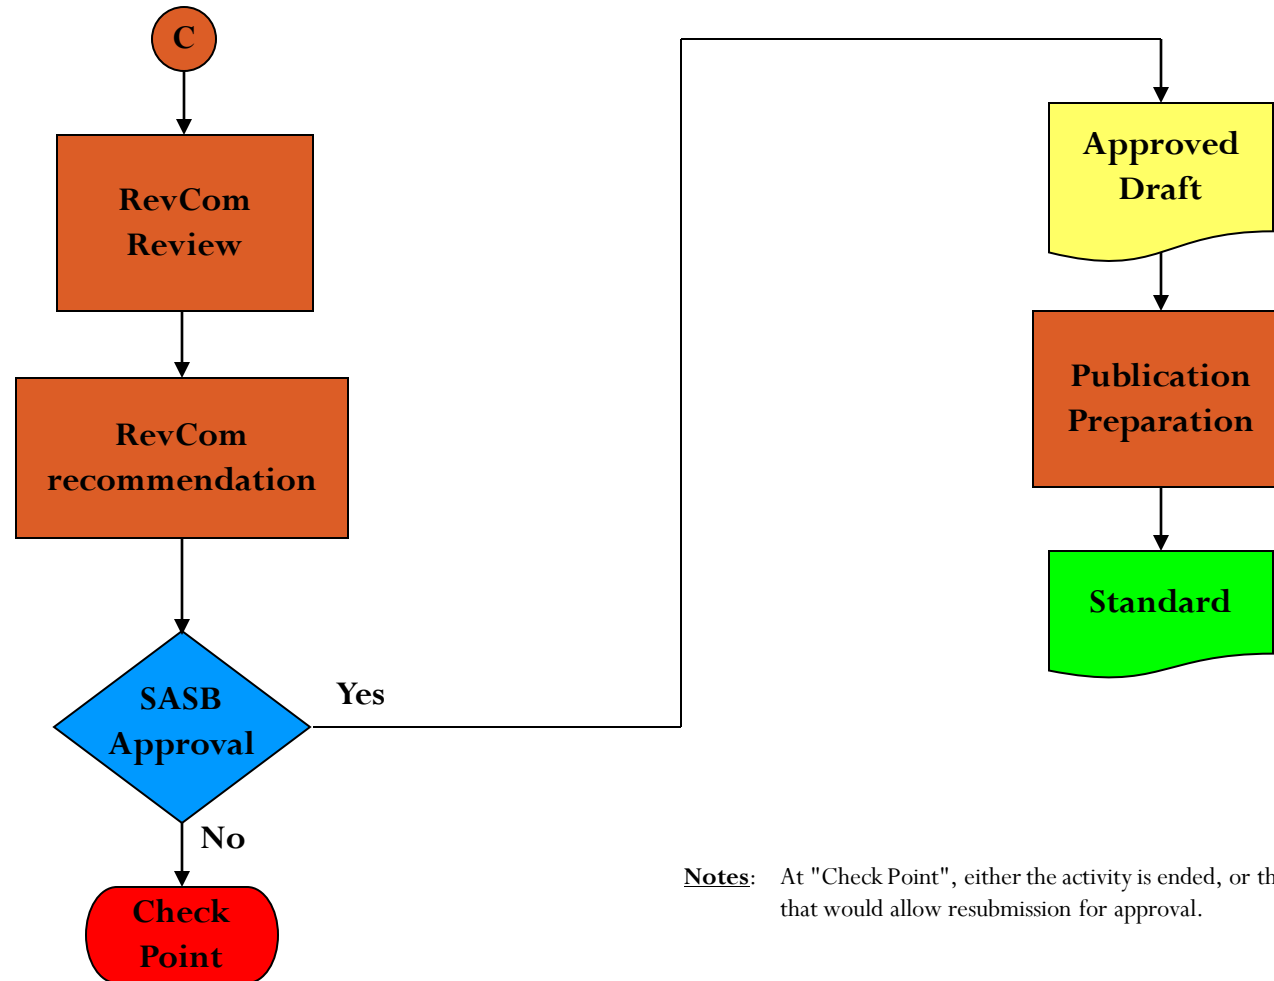 C
RevCom
Review
RevCom
recommendation
SASB
Approval
Yes
No
Check
Point
Approved
Draft
Publication
Preparation
Standard
Notes: At "Check Point", either the activity is ended, or
that would allow resubmission for approval.